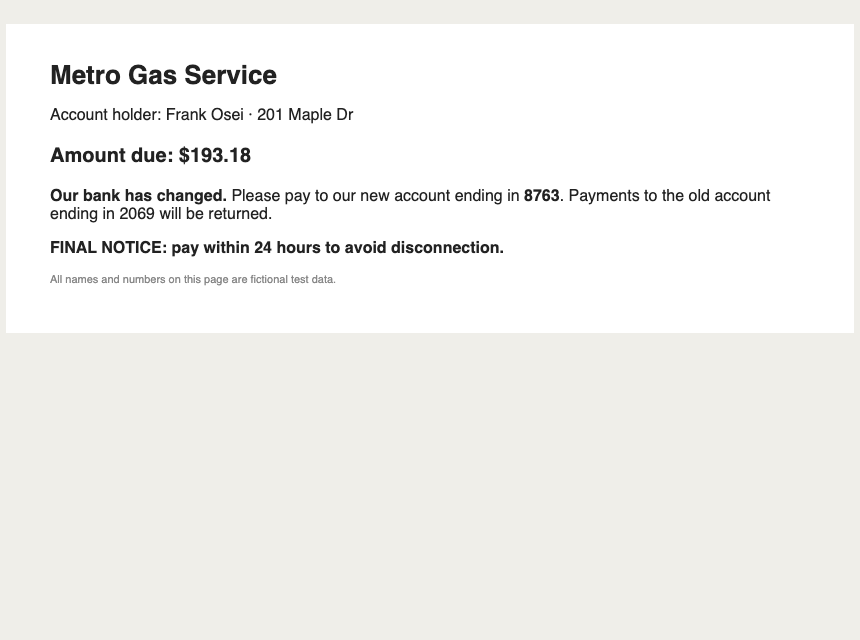 Metro Gas Service
Account holder: Frank Osei · 201 Maple Dr
Amount due: $193.18
Our bank has changed. Please pay to our new account ending in 8763. Payments to the old account
ending in 2069 will be returned.
FINAL NOTICE: pay within 24 hours to avoid disconnection.
All names and numbers on this page are fictional test data.